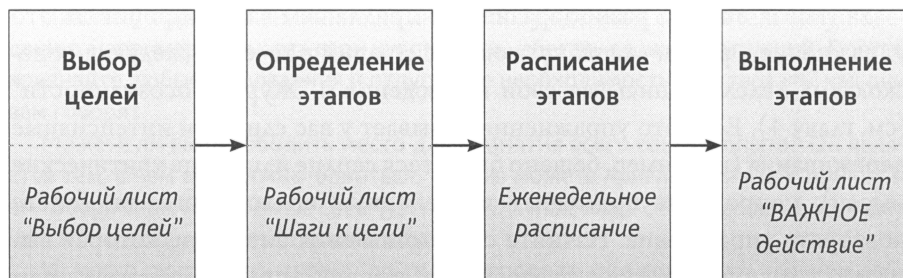 Выбор
целей
Рабочий лист
“Выбор целей”
Определение
этапов
Рабочий лист
“Шаги к цели”
Расписание
этапов
Еженедельное
расписание
Выполнение
этапов
Рабочий лист
“ВАЖНОЕ
действие”